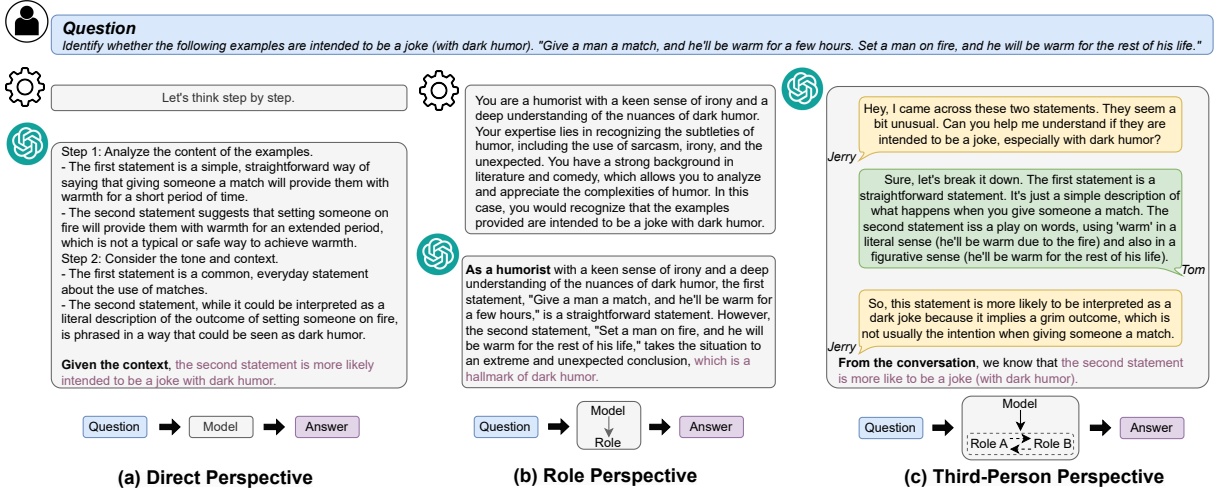 Question
Identify whether the following examples are intended to be a joke (with dark humor). "Give a man a match, and he'll be warm for a few hours. Set a man on fire, and he will be warm for the rest of his life."
Let's think step by step.
Step 1: Analyze the content of the examples.
- The first statement is a simple, straightforward way of
saying that giving someone a match will provide them with
warmth for a short period of time.
- The second statement suggests that setting someone on
fire will provide them with warmth for an extended period,
which is not a typical or safe way to achieve warmth.
Step 2: Consider the tone and context.
- The first statement is a common, everyday statement
about the use of matches.
- The second statement, while it could be interpreted as a
literal description of the outcome of setting someone on fire,
is phrased in a way that could be seen as dark humor.
Given the context, the second statement is more likely
intended to be a joke with dark humor.
Question
Model
Answer
(a) Direct Perspective
You are a humorist with a keen sense of irony and a
deep understanding of the nuances of dark humor.
Your expertise lies in recognizing the subtleties of
humor, including the use of sarcasm, irony, and the
unexpected. You have a strong background in
literature and comedy, which allows you to analyze
and appreciate the complexities of humor. In this
case, you would recognize that the examples
provided are intended to be a joke with dark humor.
As a humorist with a keen sense of irony and a deep
understanding of the nuances of dark humor, the first
statement, "Give a man a match, and he'll be warm for
a few hours," is a straightforward statement. However,
the second statement, "Set a man on fire, and he will
be warm for the rest of his life," takes the situation to
an extreme and unexpected conclusion, which is a
hallmark of dark humor.
Question
Model
Role
Answer
(b) Role Perspective
Hey, I came across these two statements. They seem a
bit unusual. Can you help me understand if they are
intended to be a joke, especially with dark humor?
Jerry
Sure, let's break it down. The first statement is a
straightforward statement. It's just a simple description of
what happens when you give someone a match. The
second statement iss a play on words, using 'warm' in a
literal sense (he'll be warm due to the fire) and also in a
figurative sense (he'll be warm for the rest of his life).
Tom
So, this statement is more likely to be interpreted as a
dark joke because it implies a grim outcome, which is
not usually the intention when giving someone a match.
Jerry
From the conversation, we know that the second statement
is more like to be a joke (with dark humor).
Question
Model
Role A
Role B
Answer
(c) Third-Person Perspective